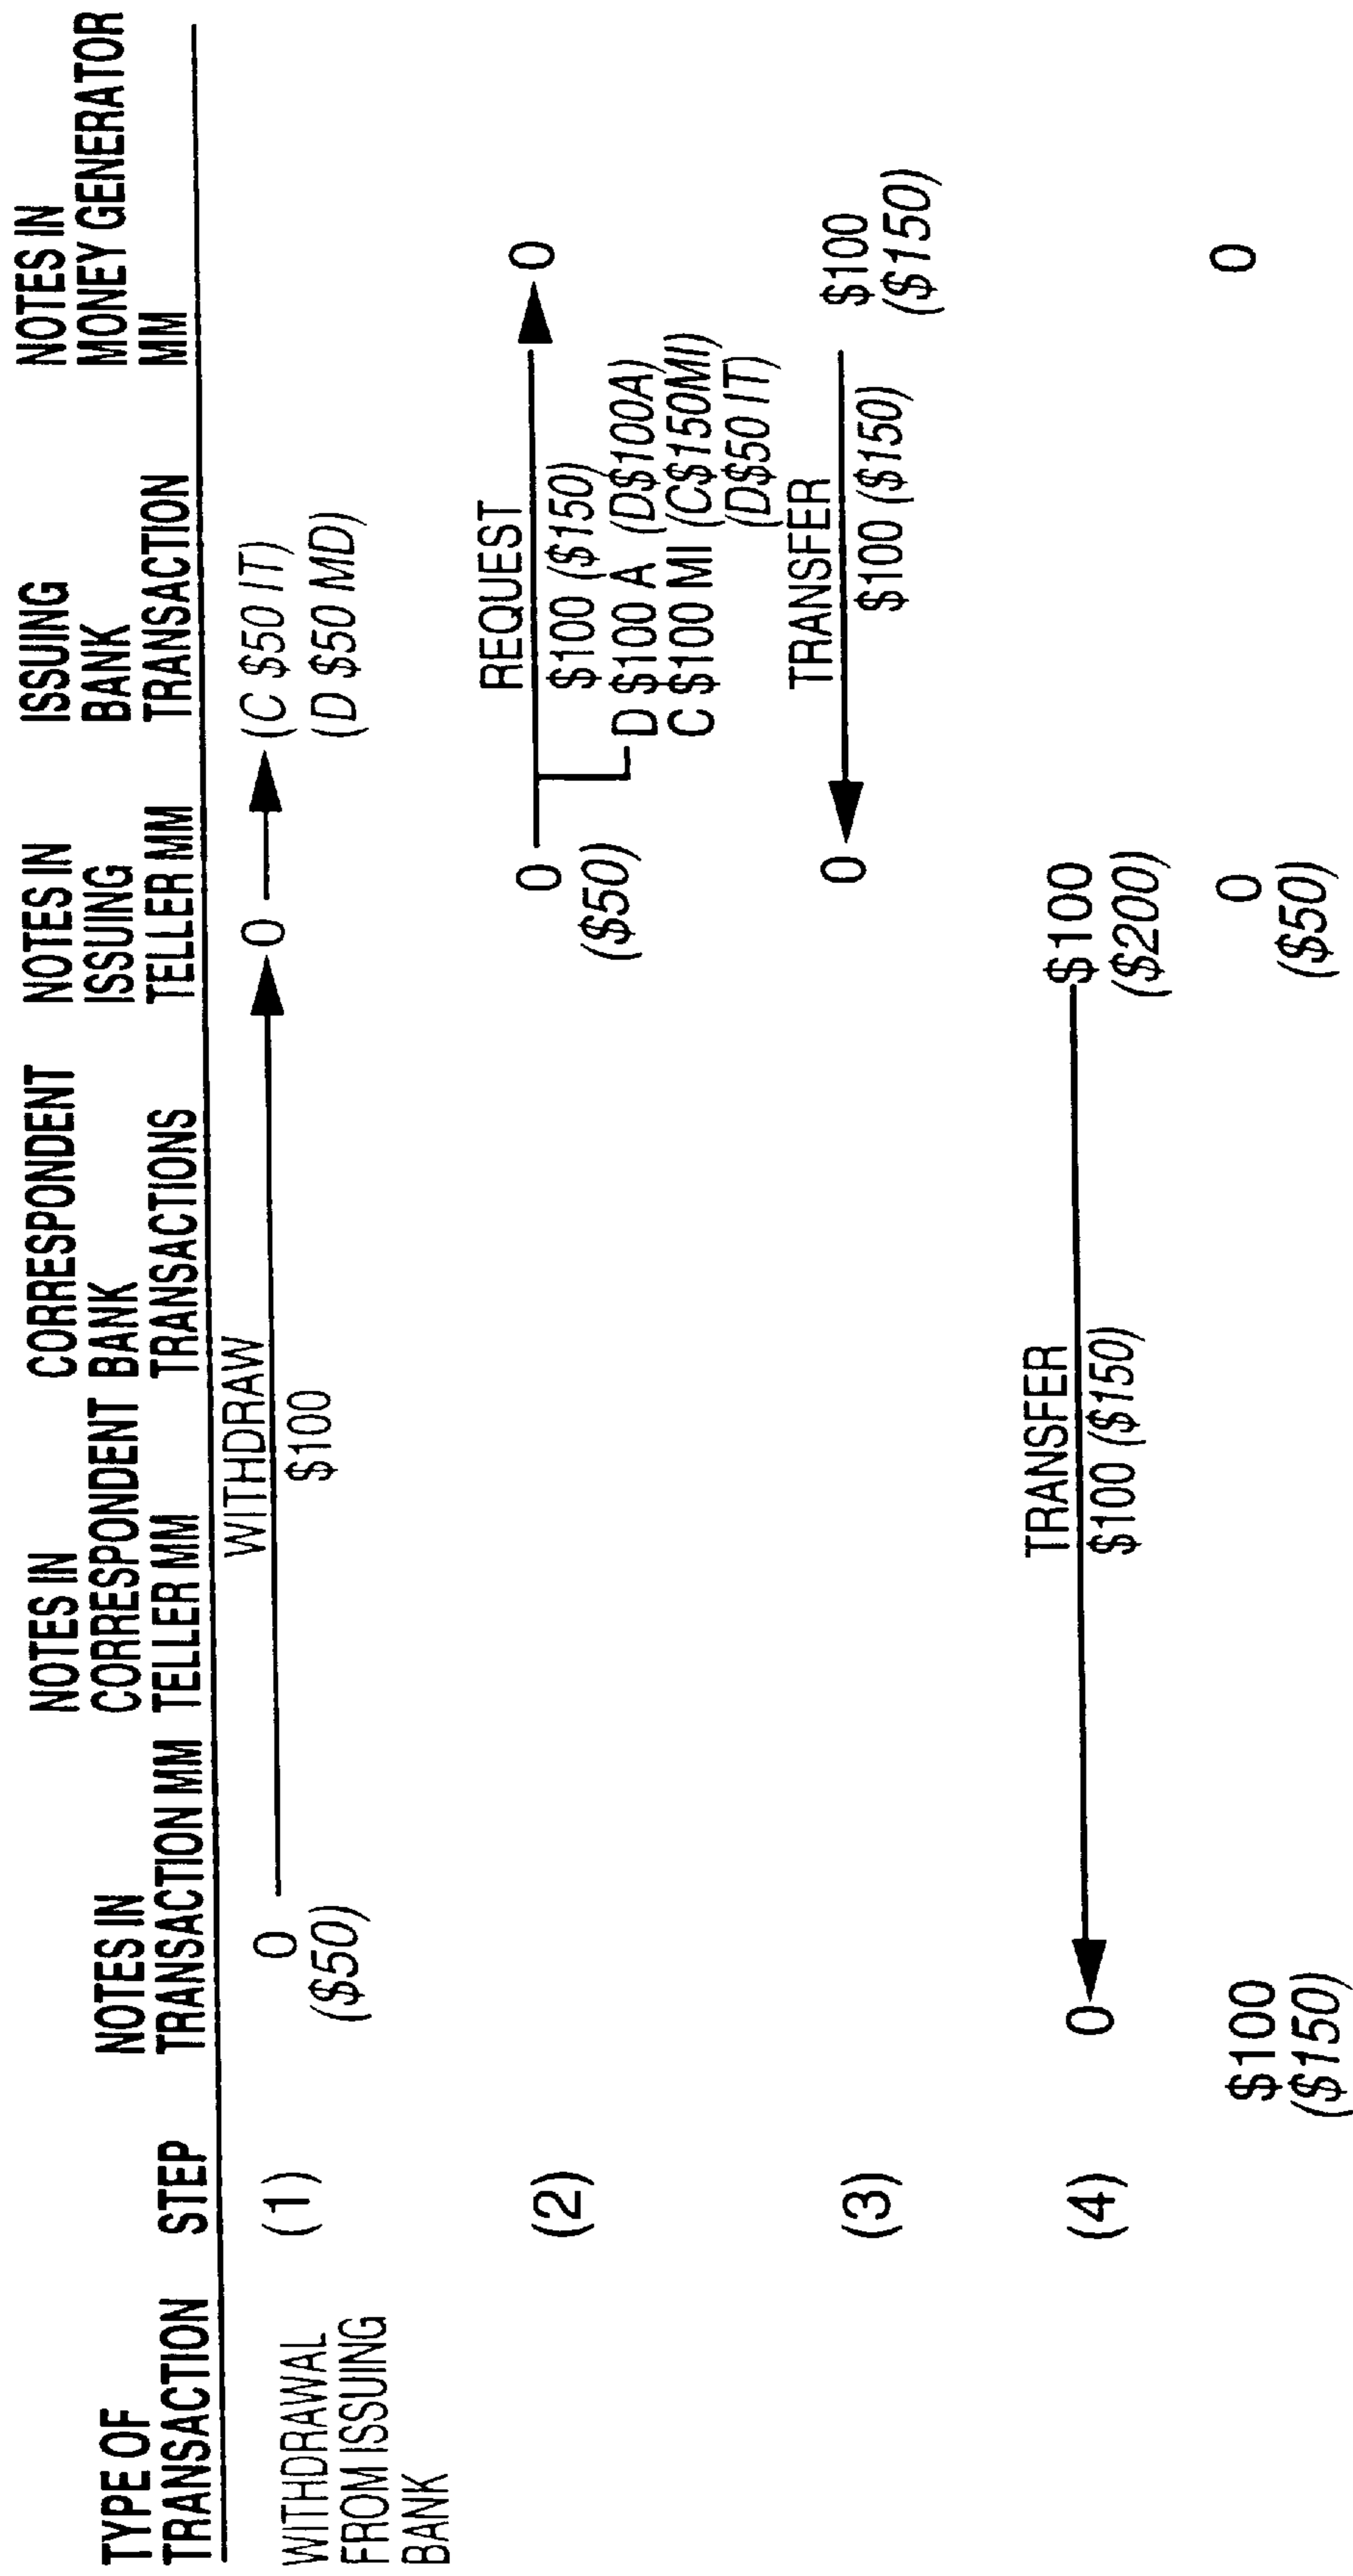 TYPE OF
TRANSACTION
STEP
NOTES IN
TRANSACTION MM
NOTES IN
CORRESPONDENT
TELLER MM
CORRESPONDENT
BANK
TRANSACTIONS
NOTES IN
ISSUING
TELLER MM
ISSUING
BANK
TRANSACTION
NOTES IN
MONEY GENERATOR
MM
WITHDRAWAL
FROM ISSUING
BANK
(1)
0
($50)
WITHDRAW
$100
0
(C $50 IT)
(D $50 MD)
(2)
0
($50)
REQUEST
$100 ($150)
D $100 A (D$100A)
C $100 MI (C$150MI)
(D$50 IT)
0
(3)
0
TRANSFER
$100 ($150)
$100
($150)
(4)
0
TRANSFER
$100 ($150)
$100
($200)
$100
($150)
0
($50)
0